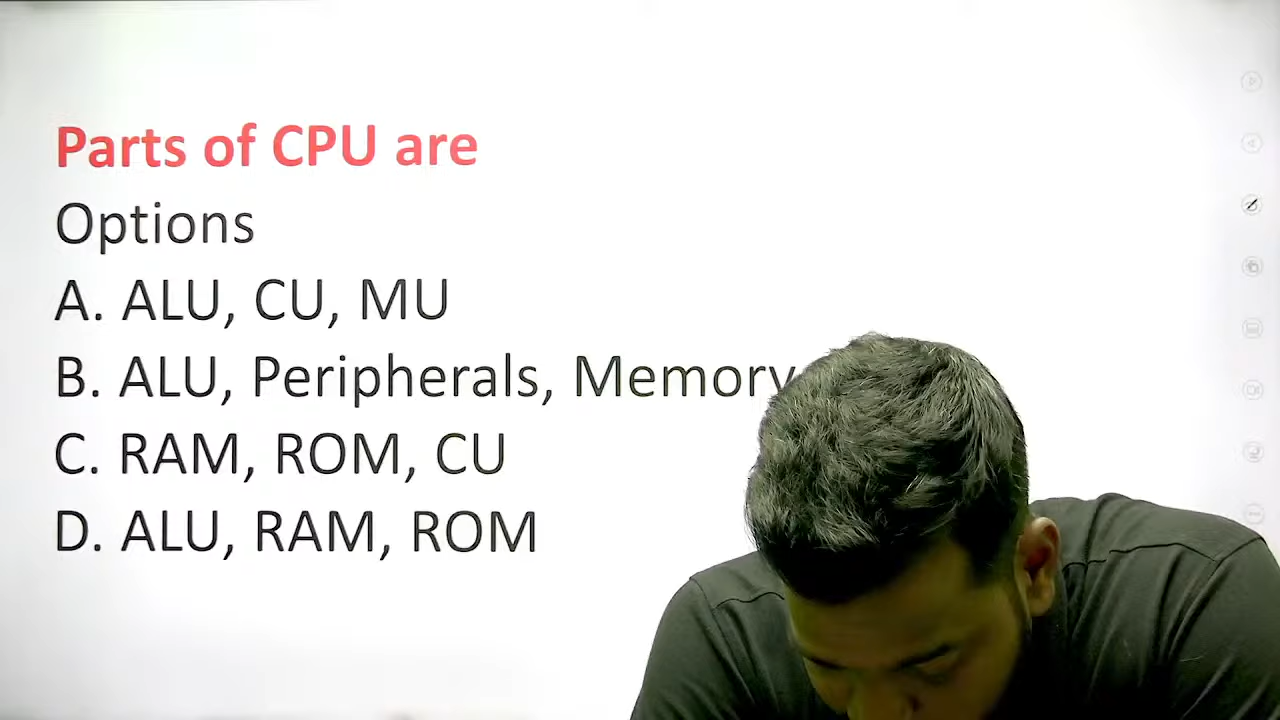 Parts of CPU are
Options
A. ALU, CU, MU
B. ALU, Peripherals, Memory
C. RAM, ROM, CU
D. ALU, RAM, ROM